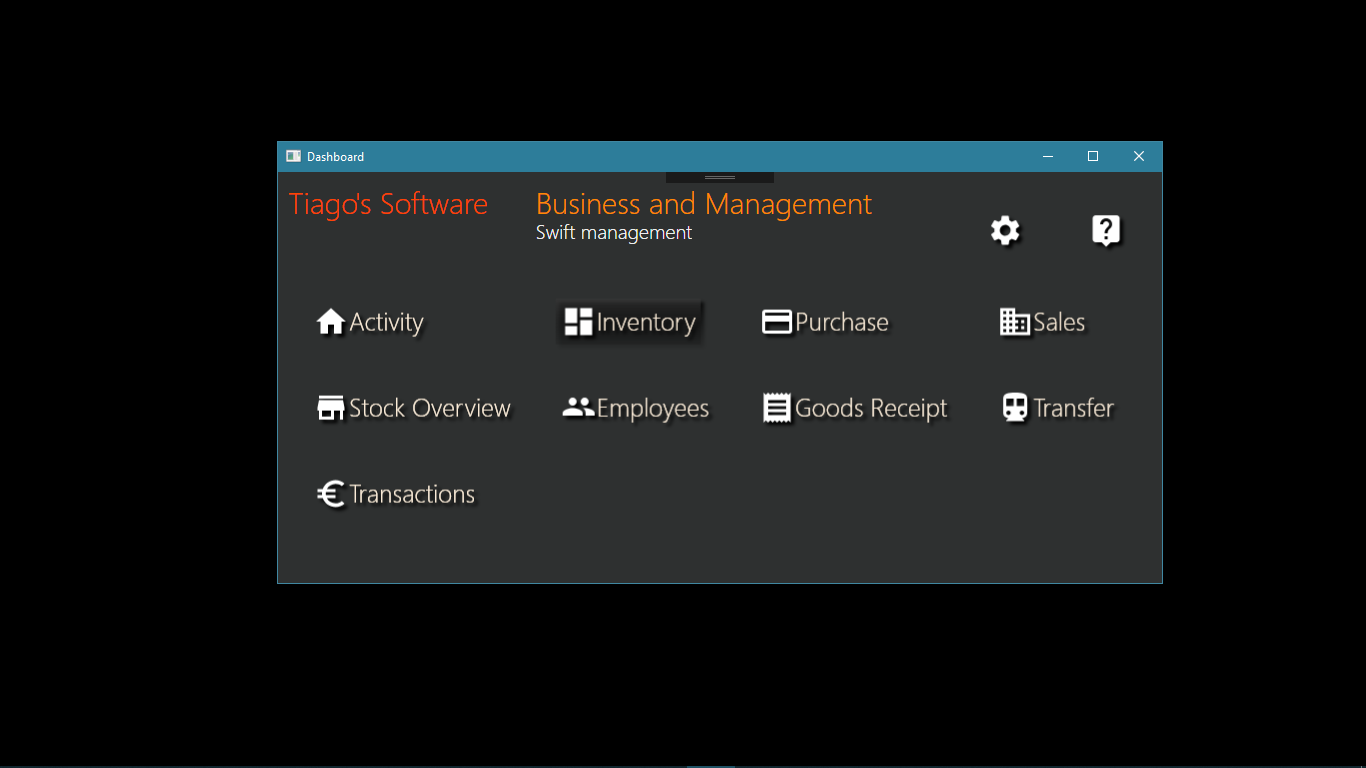 Dashboard
Tiago's Software
Business and Management
Swift management
Activity
Inventory
Purchase
Sales
Stock Overview
Employees
Goods Receipt
Transfer
Transactions